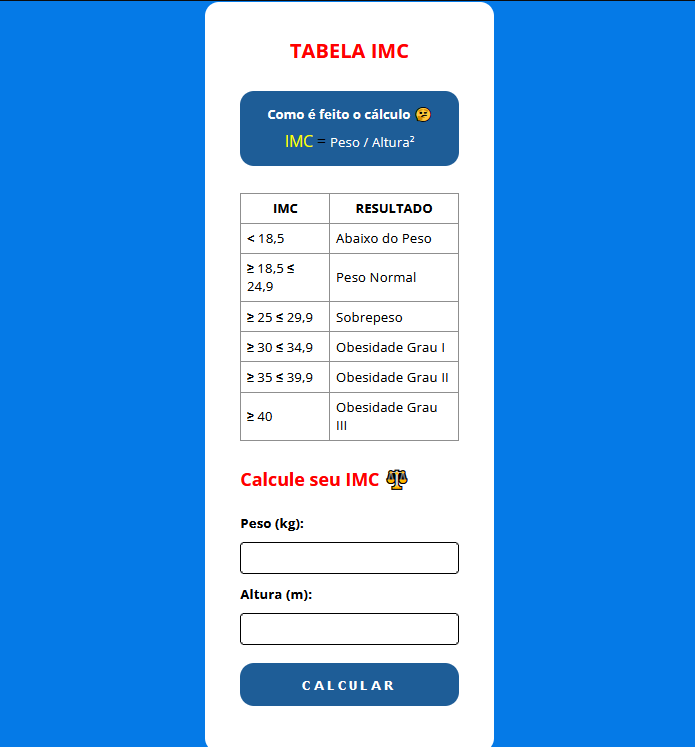 TABELA IMC
Como é feito o cálculo 🤔
IMC = Peso / Altura²
IMC RESULTADO
< 18,5 Abaixo do Peso
≥ 18,5 ≤
24,9 Peso Normal
≥ 25 ≤ 29,9 Sobrepeso
≥ 30 ≤ 34,9 Obesidade Grau I
≥ 35 ≤ 39,9 Obesidade Grau II
≥ 40 Obesidade Grau
III
Calcule seu IMC ⚖
Peso (kg):
Altura (m):
CALCULAR